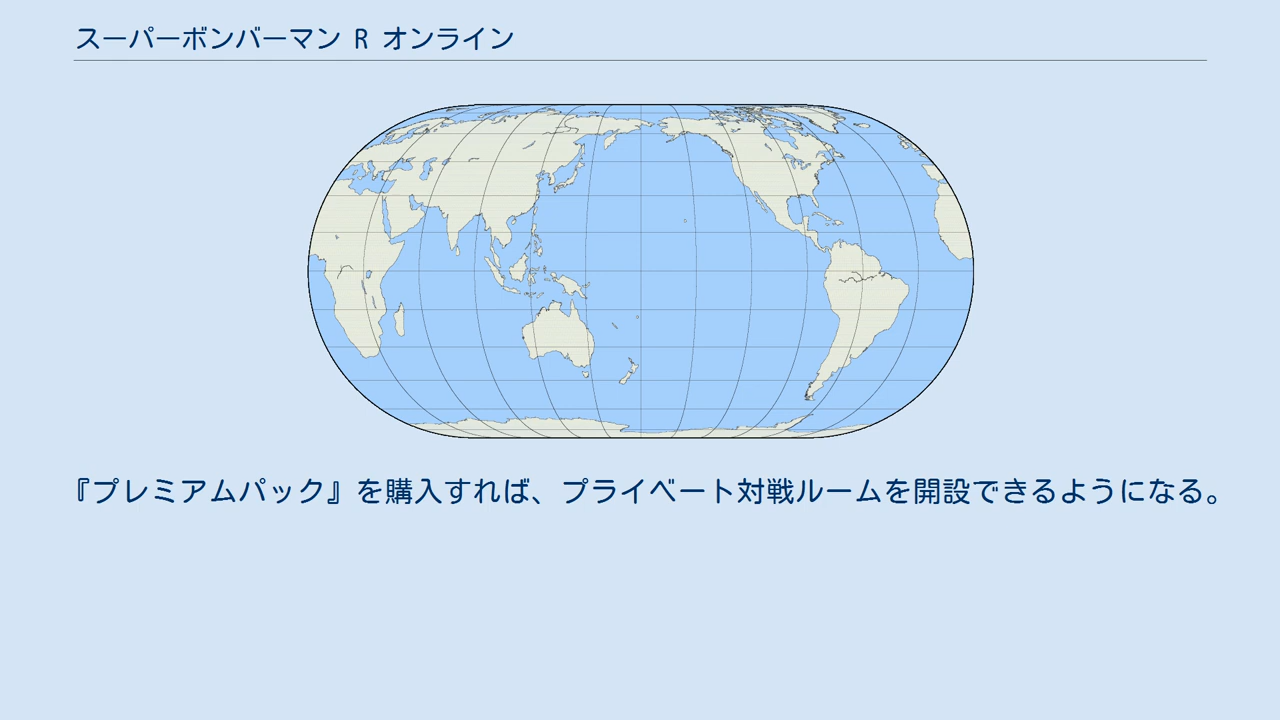 スーパーボンバーマン R オンライン
『プレミアムパック』を購入すれば、プライベート対戦ルームを開設できるようになる。